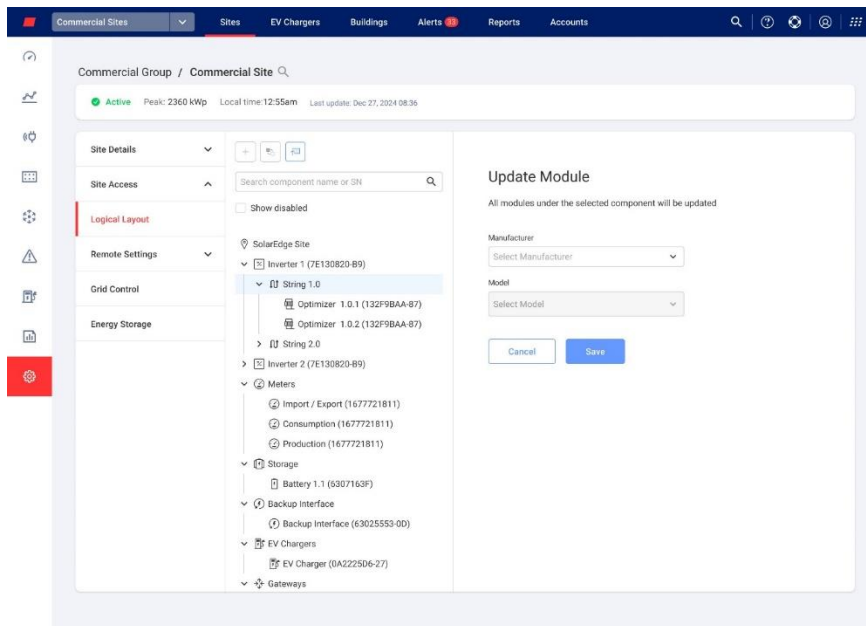 Commercial Sites
Sites
EV Chargers
Buildings
Alerts 33
Reports
Accounts
Commercial Group / Commercial Site
Active Peak: 2360 kWp Local time:12:55am Last update: Dec 27, 2024 08:36
Site Details
Site Access
Logical Layout
Remote Settings
Grid Control
Energy Storage
Search component name or SN
Show disabled
SolarEdge Site
Inverter 1 (7E130820-B9)
String 1.0
Optimizer 1.0.1 (132F9BAA-87)
Optimizer 1.0.2 (132F9BAA-87)
String 2.0
Inverter 2 (7E130820-B9)
Meters
Import / Export (1677721811)
Consumption (1677721811)
Production (1677721811)
Storage
Battery 1.1 (6307163F)
Backup Interface
Backup Interface (63025553-0D)
EV Chargers
EV Charger (0A2225D6-27)
Gateways
Update Module
All modules under the selected component will be updated
Manufacturer
Select Manufacturer
Model
Select Model
Cancel
Save